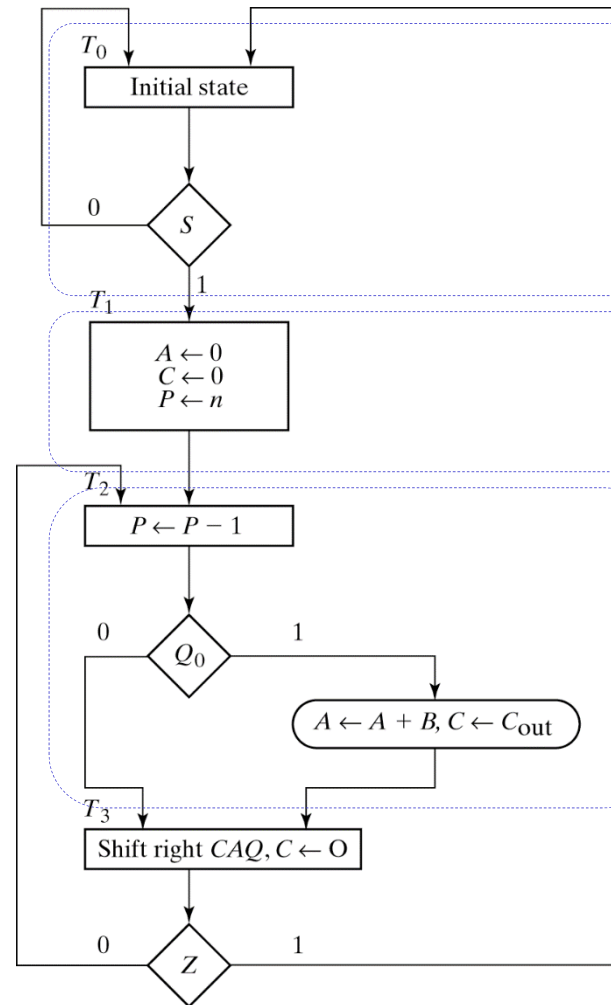 T₀
Initial state
0
S
1
T₁
A ← 0
C ← 0
P ← n
T₂
P ← P − 1
0
1
Q₀
A ← A + B, C ← C_out
T₃
Shift right CAQ, C ← O
0
1
Z